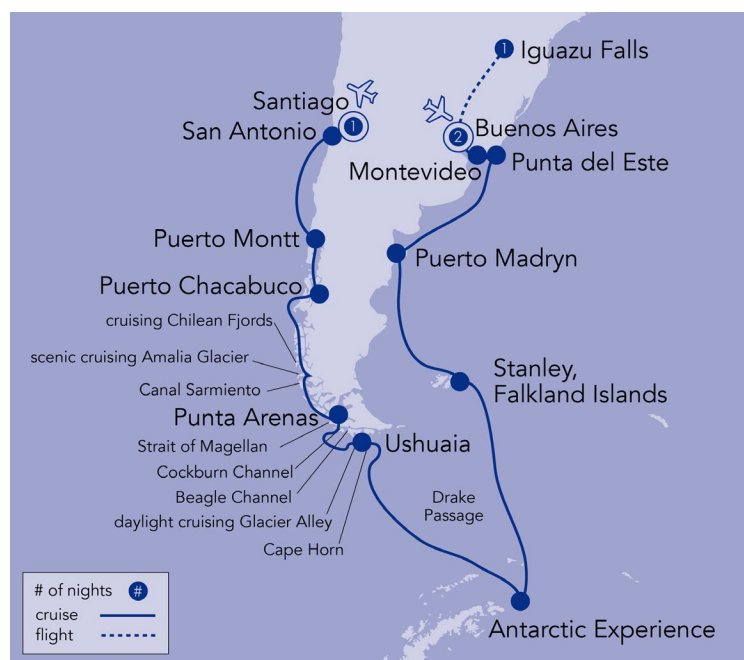 1
Iguazu Falls
Santiago
1
San Antonio
2
Buenos Aires
Montevideo
Punta del Este
Puerto Montt
Puerto Madryn
Puerto Chacabuco
cruising Chilean Fjords
scenic cruising Amalia Glacier
Canal Sarmiento
Stanley,
Falkland Islands
Punta Arenas
Strait of Magellan
Ushuaia
Cockburn Channel
Beagle Channel
daylight cruising Glacier Alley
Cape Horn
Drake
Passage
Antarctic Experience
# of nights #
cruise
flight